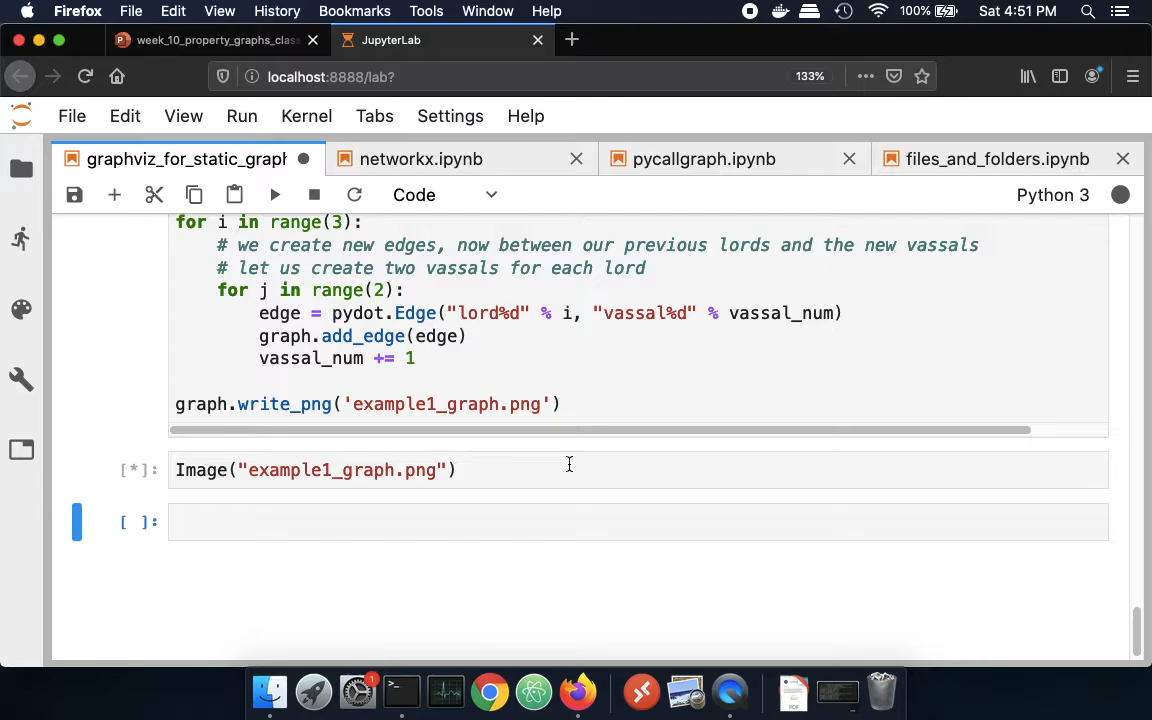 Firefox File Edit View History Bookmarks Tools Window Help 100% Sat 4:51 PM
week_10_property_graphs_clas JupyterLab
localhost:8888/lab? 133%
File Edit View Run Kernel Tabs Settings Help
graphviz_for_static_graph networkx.ipynb pycallgraph.ipynb files_and_folders.ipynb
Code Python 3
for i in range(3):
# we create new edges, now between our previous lords and the new vassals
# let us create two vassals for each lord
for j in range(2):
edge = pydot.Edge("lord%d" % i, "vassal%d" % vassal_num)
graph.add_edge(edge)
vassal_num += 1
graph.write_png('example1_graph.png')
[*]: Image("example1_graph.png")
[ ]:
1
PDF